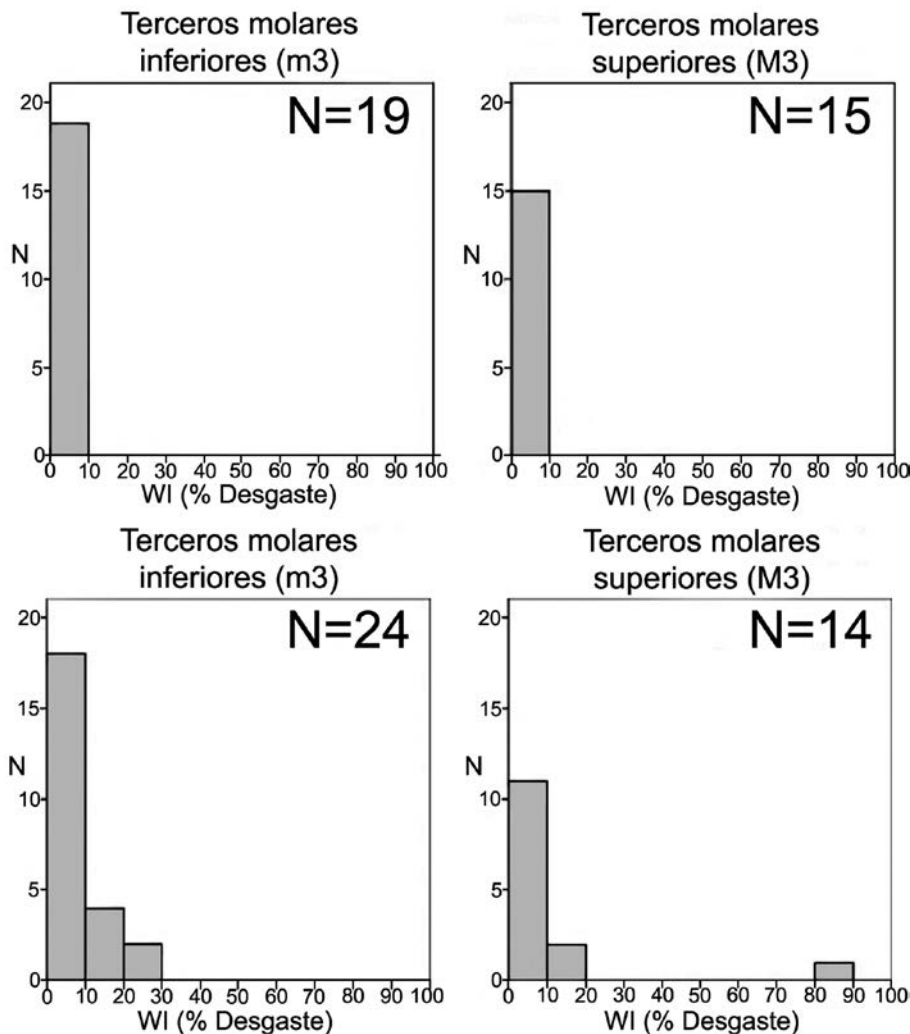 Terceros molares
inferiores (m3)
N=19
20
15
N
10
5
0
0 10 20 30 40 50 60 70 80 90 100
WI (% Desgaste)
Terceros molares
superiores (M3)
N=15
20
15
N
10
5
0
0 10 20 30 40 50 60 70 80 90 100
WI (% Desgaste)
Terceros molares
inferiores (m3)
N=24
20
15
N
10
5
0
0 10 20 30 40 50 60 70 80 90 100
WI (% Desgaste)
Terceros molares
superiores (M3)
N=14
20
15
N
10
5
0
0 10 20 30 40 50 60 70 80 90 100
WI (% Desgaste)